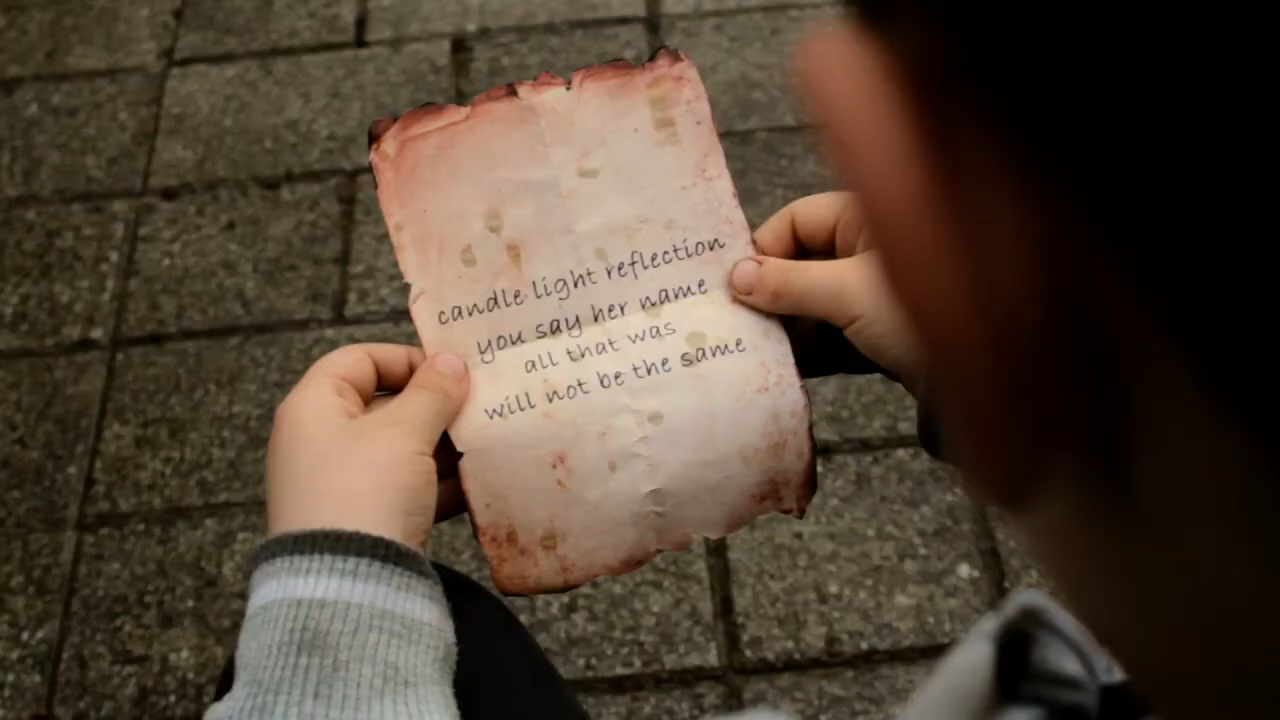 candle light reflection
you say her name
all that was
will not be the same